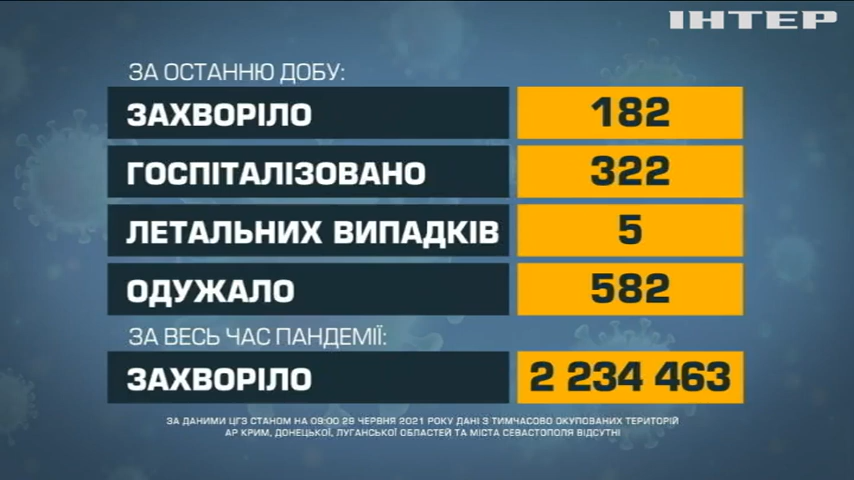 ІНТЕР
ЗА ОСТАННЮ ДОБУ:
ЗАХВОРІЛО 182
ГОСПІТАЛІЗОВАНО 322
ЛЕТАЛЬНИХ ВИПАДКІВ 5
ОДУЖАЛО 582
ЗА ВЕСЬ ЧАС ПАНДЕМІЇ:
ЗАХВОРІЛО 2 234 463
ЗА ДАНИМИ ЦГЗ СТАНОМ НА 09:00 28 ЧЕРВНЯ 2021 РОКУ ДАНІ З ТИМЧАСОВО ОКУПОВАНИХ ТЕРИТОРІЙ
АР КРИМ, ДОНЕЦЬКОЇ, ЛУГАНСЬКОЇ ОБЛАСТЕЙ ТА МІСТА СЕВАСТОПОЛЯ ВІДСУТНІ